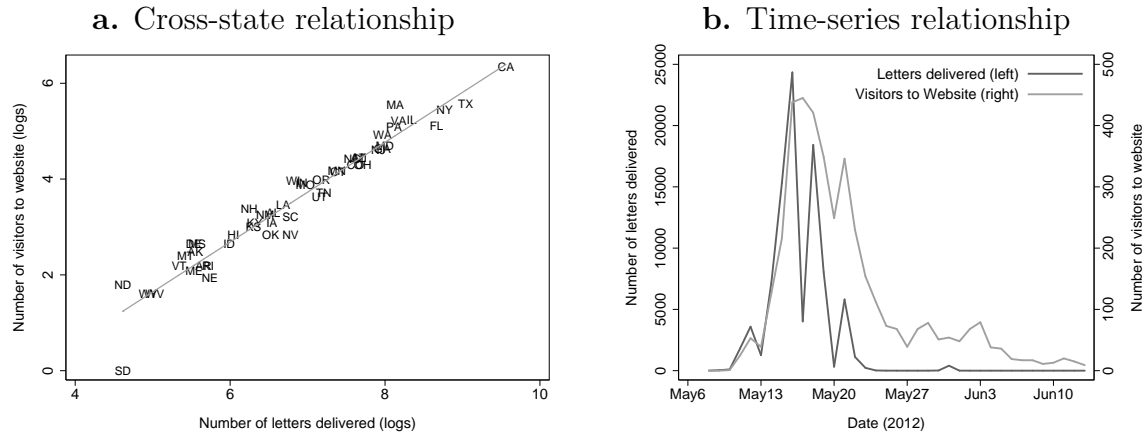 a. Cross-state relationship
Number of visitors to website (logs)
0
2
4
6
CA
TX
NY
FL
MA
VA
IL
PA
WA
MD
OH
MN
OR
WI
MO
TN
UT
LA
NH
SC
IA
KS
HI
OK
NV
ID
MS
AK
MT
VT
RI
ME
NE
ND
WV
SD
4
6
8
10
Number of letters delivered (logs)
b. Time-series relationship
Number of letters delivered
0
5000
10000
15000
20000
25000
Letters delivered (left)
Visitors to Website (right)
0
100
200
300
400
500
Number of visitors to website
May6
May13
May20
May27
Jun3
Jun10
Date (2012)